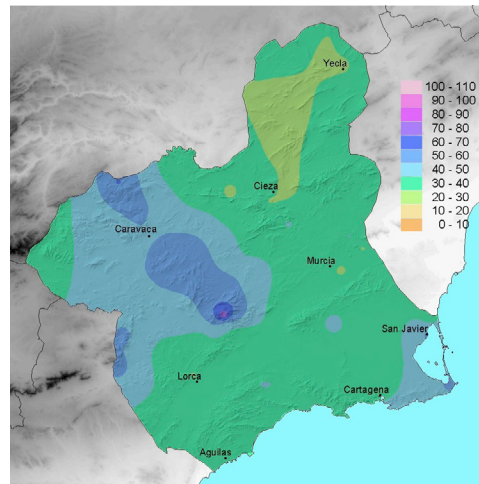 Yecla
100 - 110
90 - 100
80 - 90
70 - 80
60 - 70
50 - 60
40 - 50
30 - 40
20 - 30
10 - 20
0 - 10
Cieza
Caravaca
Murcia
San Javier
Lorca
Cartagena
Aguilas